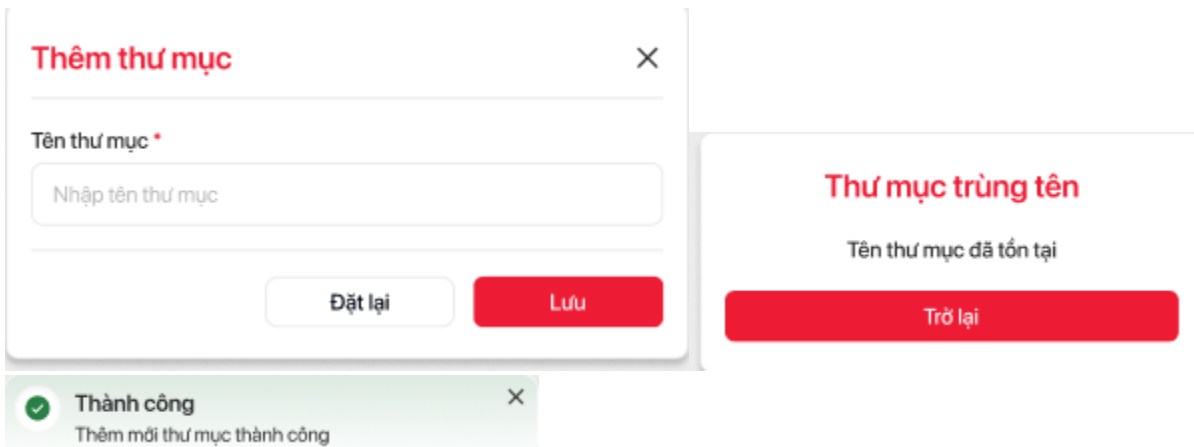 Thêm thư mục
Tên thư mục *
Nhập tên thư mục
Đặt lại
Lưu
Thư mục trùng tên
Tên thư mục đã tồn tại
Trở lại
Thành công
Thêm mới thư mục thành công